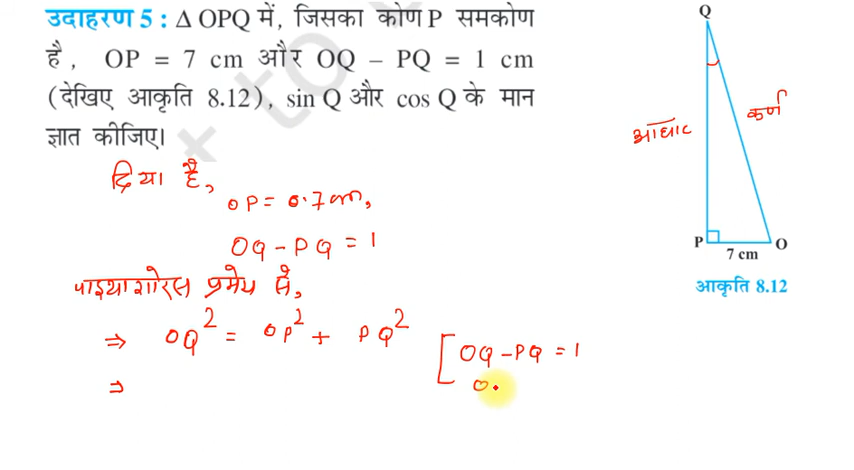 उदाहरण 5 : Δ OPQ में, जिसका कोण P समकोण
है, OP = 7 cm और OQ – PQ = 1 cm
(देखिए आकृति 8.12), sin Q और cos Q के मान
ज्ञात कीजिए।
दिया है,
OP = 0.7cm,
OQ – PQ = 1
पाइथागोरस प्रमेय से,
⇒ OQ² = OP² + PQ²
[OQ – PQ = 1
⇒
Q
आधार
कर्ण
P
O
7 cm
आकृति 8.12